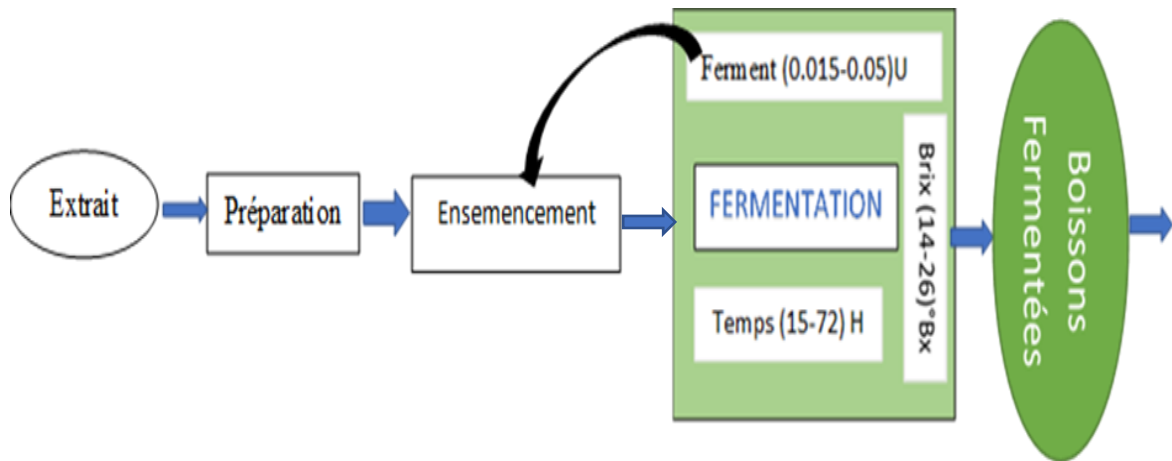 Extrait
Préparation
Ensemencement
Ferment (0.015-0.05)U
FERMENTATION
Temps (15-72) H
Brix (14-26)°Bx
Boissons
Fermentées